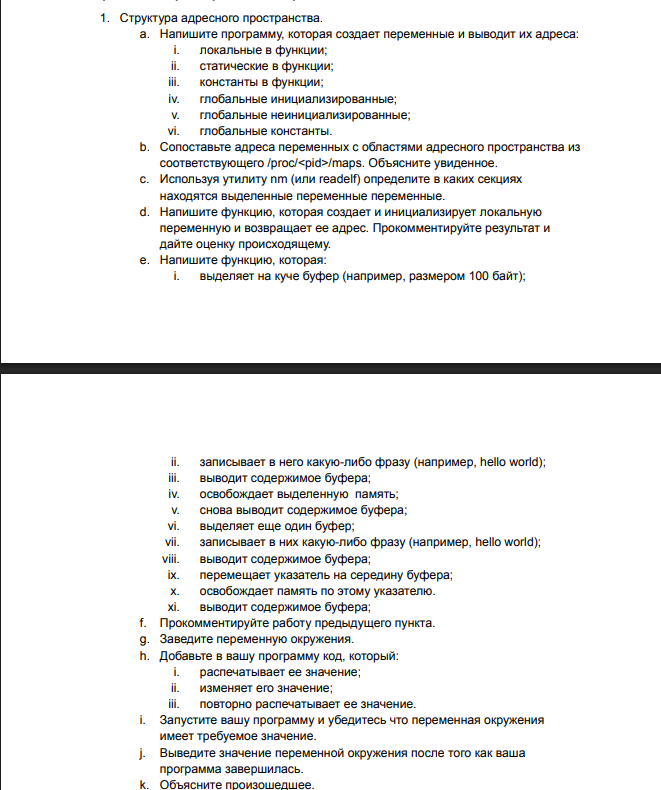 1. Структура адресного пространства.
a. Напишите программу, которая создает переменные и выводит их адреса:
i. локальные в функции;
ii. статические в функции;
iii. константы в функции;
iv. глобальные инициализированные;
v. глобальные неинициализированные;
vi. глобальные константы.
b. Сопоставьте адреса переменных с областями адресного пространства из
соответствующего /proc/<pid>/maps. Объясните увиденное.
c. Используя утилиту nm (или readelf) определите в каких секциях
находятся выделенные переменные переменные.
d. Напишите функцию, которая создает и инициализирует локальную
переменную и возвращает ее адрес. Прокомментируйте результат и
дайте оценку происходящему.
e. Напишите функцию, которая:
i. выделяет на куче буфер (например, размером 100 байт);
ii. записывает в него какую-либо фразу (например, hello world);
iii. выводит содержимое буфера;
iv. освобождает выделенную память;
v. снова выводит содержимое буфера;
vi. выделяет еще один буфер;
vii. записывает в них какую-либо фразу (например, hello world);
viii. выводит содержимое буфера;
ix. перемещает указатель на середину буфера;
x. освобождает память по этому указателю.
xi. выводит содержимое буфера;
f. Прокомментируйте работу предыдущего пункта.
g. Заведите переменную окружения.
h. Добавьте в вашу программу код, который:
i. распечатывает ее значение;
ii. изменяет его значение;
iii. повторно распечатывает ее значение.
i. Запустите вашу программу и убедитесь что переменная окружения
имеет требуемое значение.
j. Выведите значение переменной окружения после того как ваша
программа завершилась.
k. Объясните произошедшее.